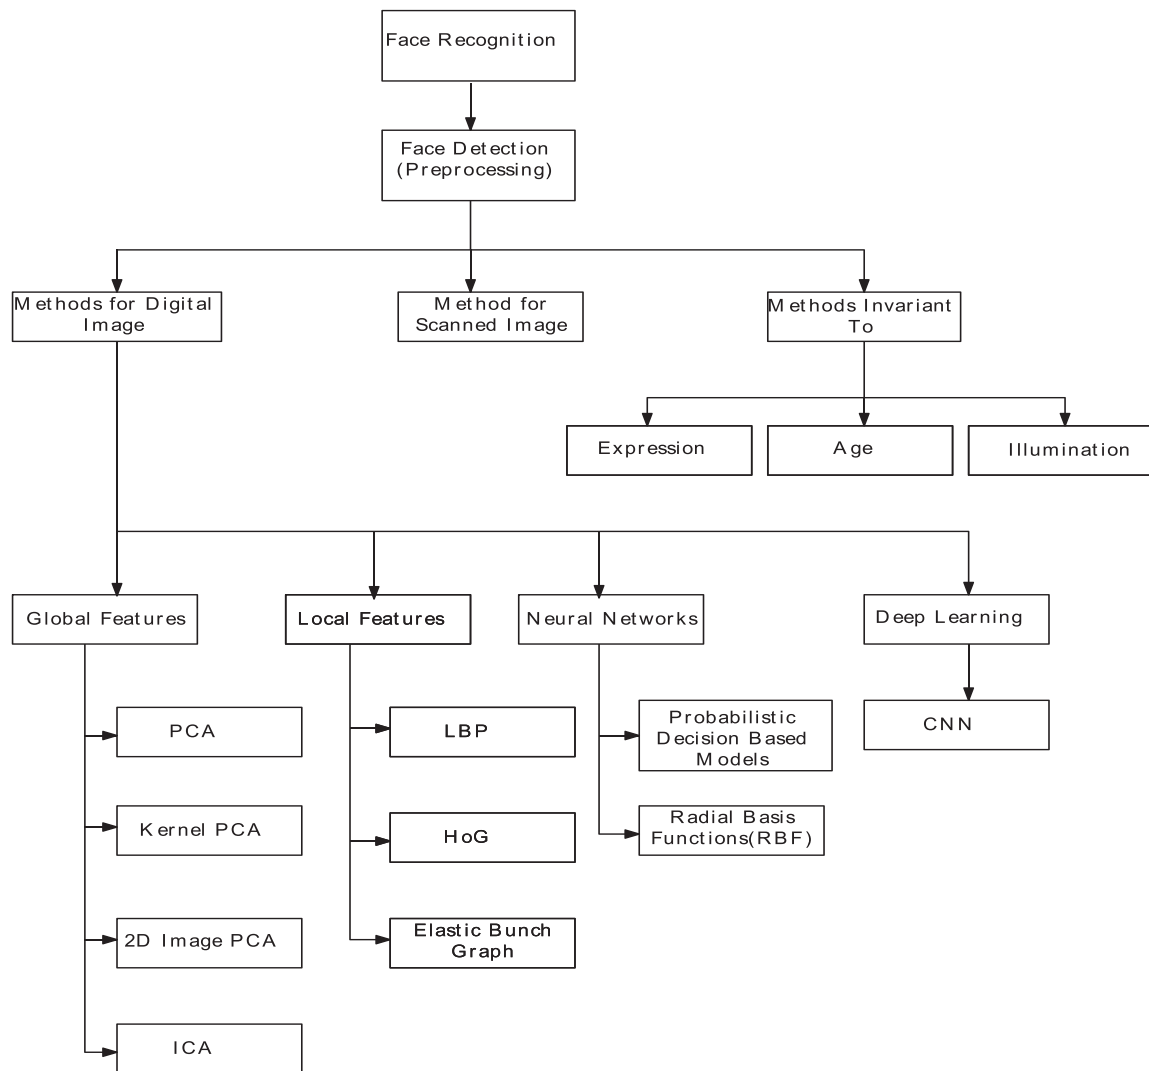 Face Recognition
Face Detection
(Preprocessing)
Methods for Digital
Image
Method for
Scanned Image
Methods Invariant
To
Expression
Age
Illumination
Global Features
Local Features
Neural Networks
Deep Learning
PCA
Kernel PCA
2D Image PCA
ICA
LBP
HoG
Elastic Bunch
Graph
Probabilistic
Decision Based
Models
Radial Basis
Functions(RBF)
CNN